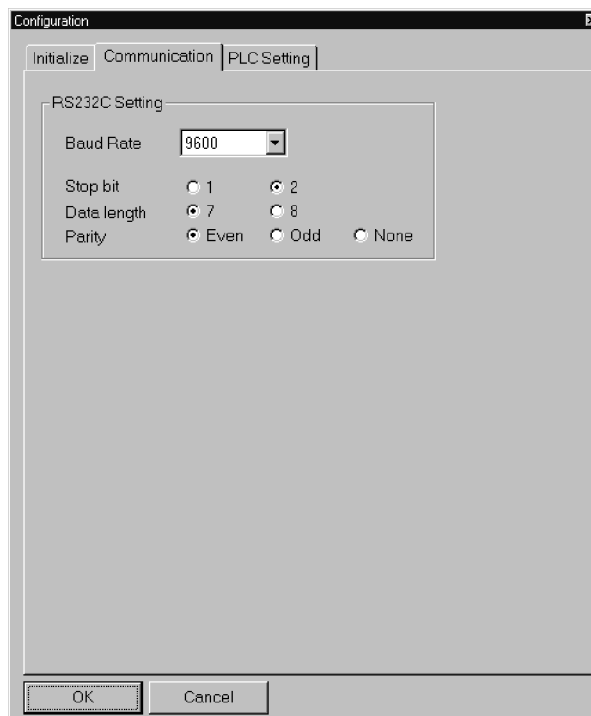 Configuration
Initialize Communication PLC Setting
RS232C Setting
Baud Rate 9600
Stop bit 1 2
Data length 7 8
Parity Even Odd None
OK Cancel